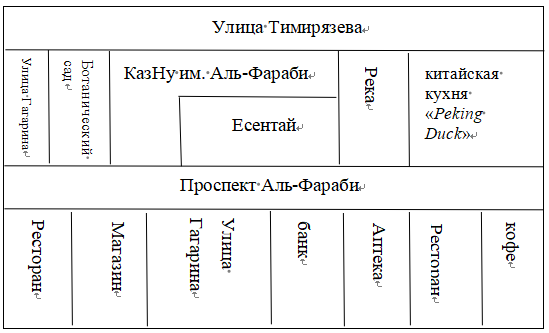 Улица Тимирязева
Улица Гагарина
Ботанический
сад
КазНу им. Аль-Фараби
Есентай
Река
китайская
кухня
«Peking
Duck»
Проспект Аль-Фараби
Ресторан
Магазин
Улица
Гагарина
банк
Аптека
Ресторан
кофе